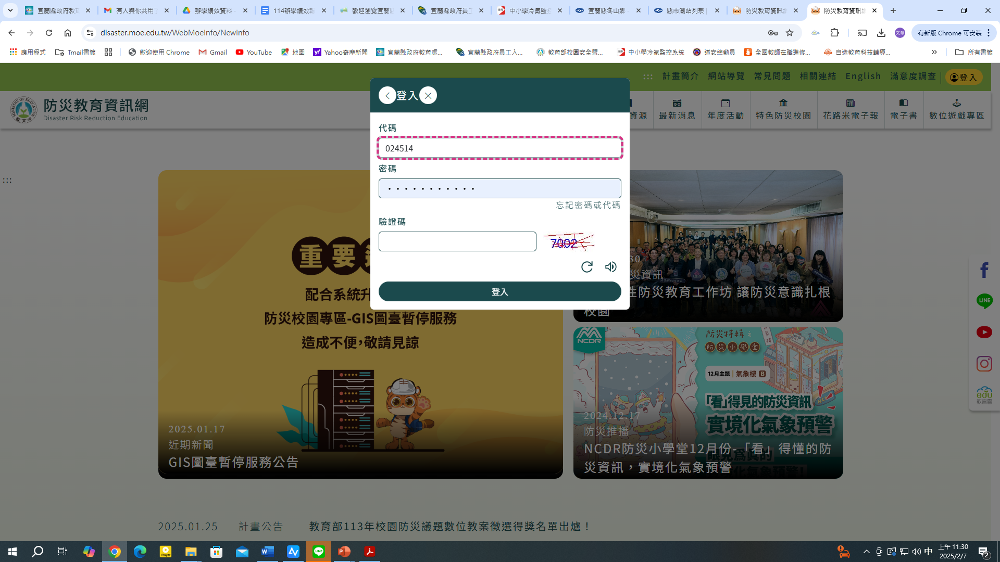 宜蘭縣政府教育
有人與你共用了
辦學績效資料 -
114辦學績效報
歡迎瀏覽宜蘭縣
宜蘭縣政府員工
中小學冷氣監控
宜蘭縣冬山鄉 -
縣市測站列表 |
防災教育資訊網
防災教育資訊網
disaster.moe.edu.tw/WebMoeInfo/NewInfo
文章
有新版 Chrome 可安裝
應用程式
Tmail書籤
歡迎使用 Chrome
Gmail
YouTube
地圖
Yahoo奇摩新聞
宜蘭縣政府教育處...
宜蘭縣政府員工入...
教育部校園安全暨...
中小學冷氣監控系統
道安總動員
全國教師在職進修...
自造教育科技輔導...
所有書籤
計畫簡介
網站導覽
常見問題
相關連結
English
滿意度調查
登入
防災教育資訊網
Disaster Risk Reduction Education
資源
最新消息
年度活動
特色防災校園
花路米電子報
電子書
數位遊戲專區
登入
代碼
024514
密碼
忘記密碼或代碼
驗證碼
7002
登入
重要
配合系統升
防災校園專區-GIS圖臺暫停服務
造成不便,敬請見諒
2025.01.17
近期新聞
GIS圖臺暫停服務公告
30
災資訊
性防災教育工作坊 讓防災意識扎根
校園
NCDR
防災特輯之
防災小學堂
12月主題 氣象樓 B
「看」得見的防災資訊
實境化氣象預警
2024.12.17
防災推播
NCDR防災小學堂12月份-「看」得懂的防
災資訊,實境化氣象預警
LINE
edu
教育雲
2025.01.25
計畫公告
教育部113年校園防災議題數位教案徵選得獎名單出爐!
Player
LINE
中
上午 11:30
2025/2/7
2